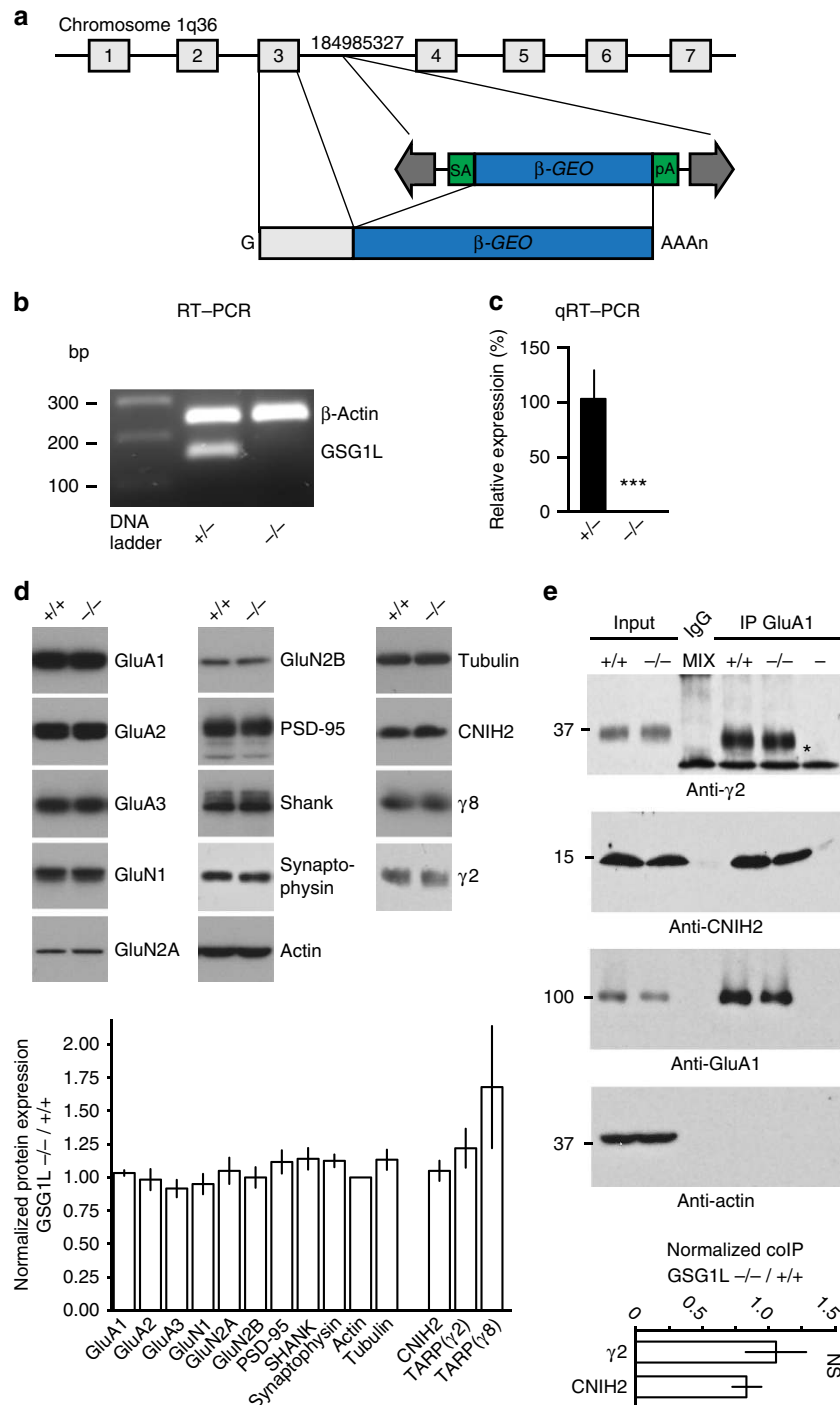 a
Chromosome 1q36
184985327
1 2 3 4 5 6 7
SA β-GEO pA
G β-GEO AAAn
b
RT–PCR
bp
300
200
100
β-Actin
GSG1L
DNA ladder +/– –/–
c
qRT–PCR
Relative expressioin (%)
150
100
50
0
***
+/– –/–
d
+/+ –/– +/+ –/– +/+ –/–
GluA1 GluN2B Tubulin
GluA2 PSD-95 CNIH2
GluA3 Shank γ8
GluN1 Synapto-physin γ2
GluN2A Actin
Normalized protein expression
GSG1L –/– / +/+
2.00
1.75
1.50
1.25
1.00
0.75
0.50
0.25
0.00
GluA1 GluA2 GluA3 GluN1 GluN2A GluN2B PSD-95 SHANK Synaptophysin Actin Tubulin CNIH2 TARP(γ2) TARP(γ8)
e
Input IgG IP GluA1
+/+ –/– MIX +/+ –/– –
37
*
Anti-γ2
15
Anti-CNIH2
100
Anti-GluA1
37
Anti-actin
Normalized coIP
GSG1L –/– / +/+
0 0.5 1.0 1.5
γ2
CNIH2
NS